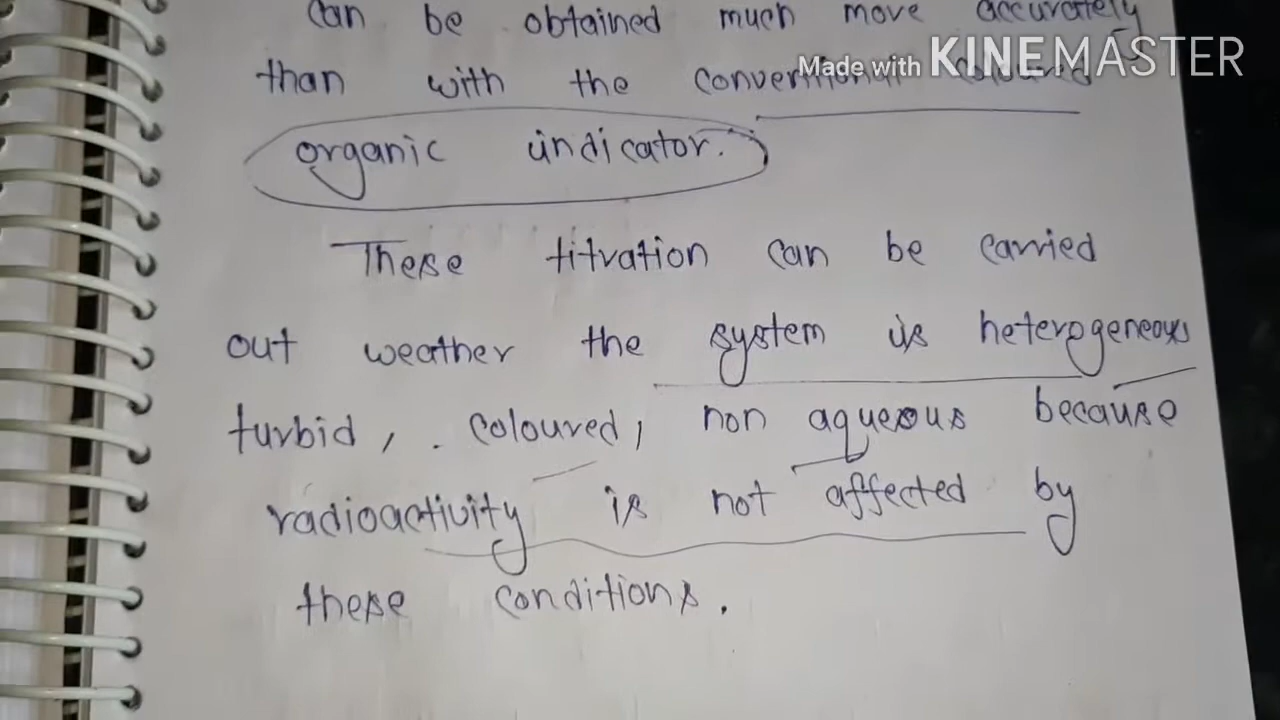 can be obtained much move accurately
Made with KINEMASTER
than with the conventional coloured
organic indicator.
These titration can be carried
out weather the system is heterogeneous
turbid, . coloured, non aqueous because
radioactivity is not affected by
these conditions.